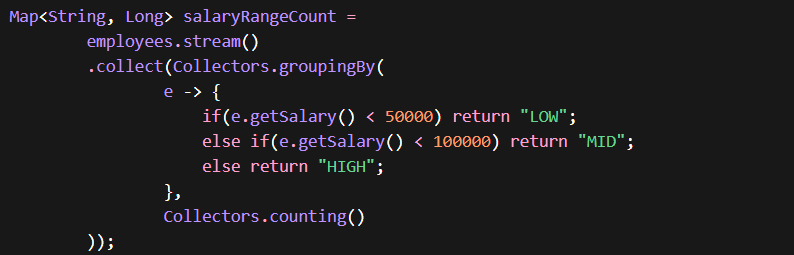 Map<String, Long> salaryRangeCount =
        employees.stream()
        .collect(Collectors.groupingBy(
                e -> {
                    if(e.getSalary() < 50000) return "LOW";
                    else if(e.getSalary() < 100000) return "MID";
                    else return "HIGH";
                },
                Collectors.counting()
        ));